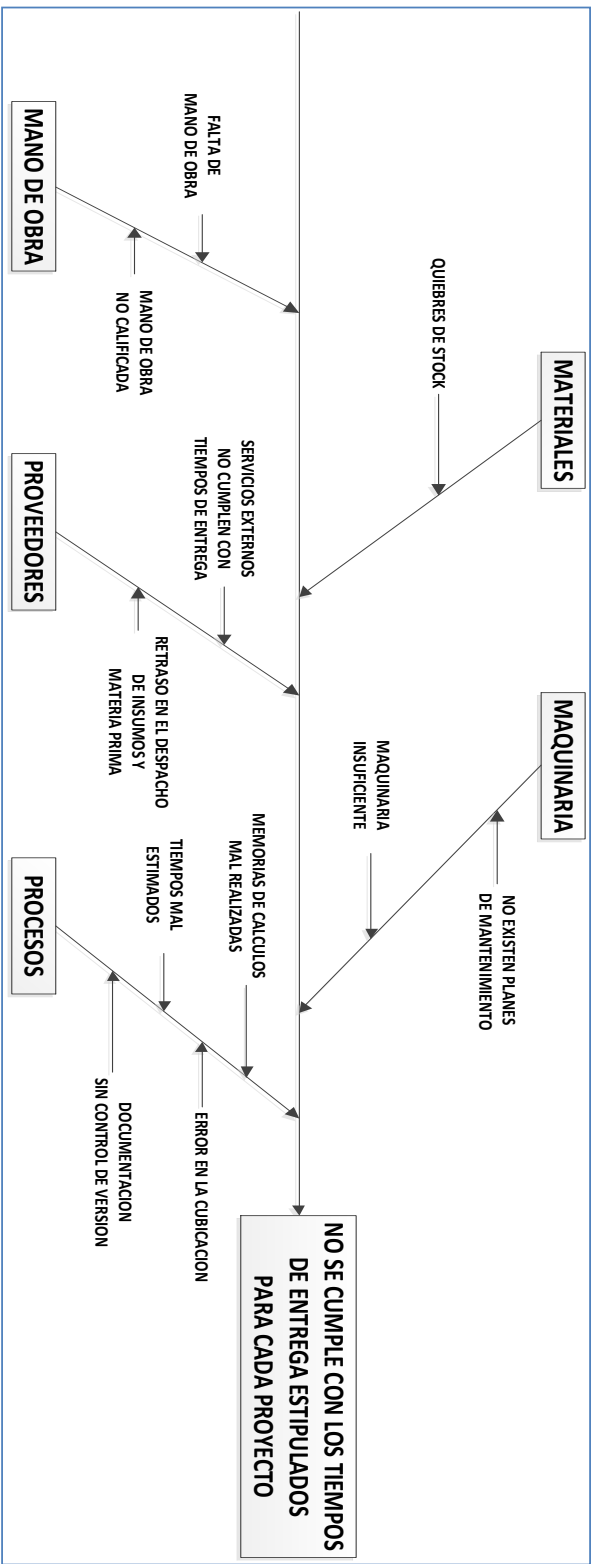 MATERIALES
MAQUINARIA
NO EXISTEN PLANES
DE MANTENIMIENTO
QUIEBRES DE STOCK
MAQUINARIA
INSUFICIENTE
NO SE CUMPLE CON LOS TIEMPOS
DE ENTREGA ESTIPULADOS
PARA CADA PROYECTO
FALTA DE
MANO DE OBRA
MANO DE OBRA
NO CALIFICADA
SERVICIOS EXTERNOS
NO CUMPLEN CON
TIEMPOS DE ENTREGA
RETRASO EN EL DESPACHO
DE INSUMOS Y
MATERIA PRIMA
MEMORIAS DE CALCULOS
MAL REALIZADAS
ERROR EN LA CUBICACION
TIEMPOS MAL
ESTIMADOS
DOCUMENTACION
SIN CONTROL DE VERSION
MANO DE OBRA
PROVEEDORES
PROCESOS